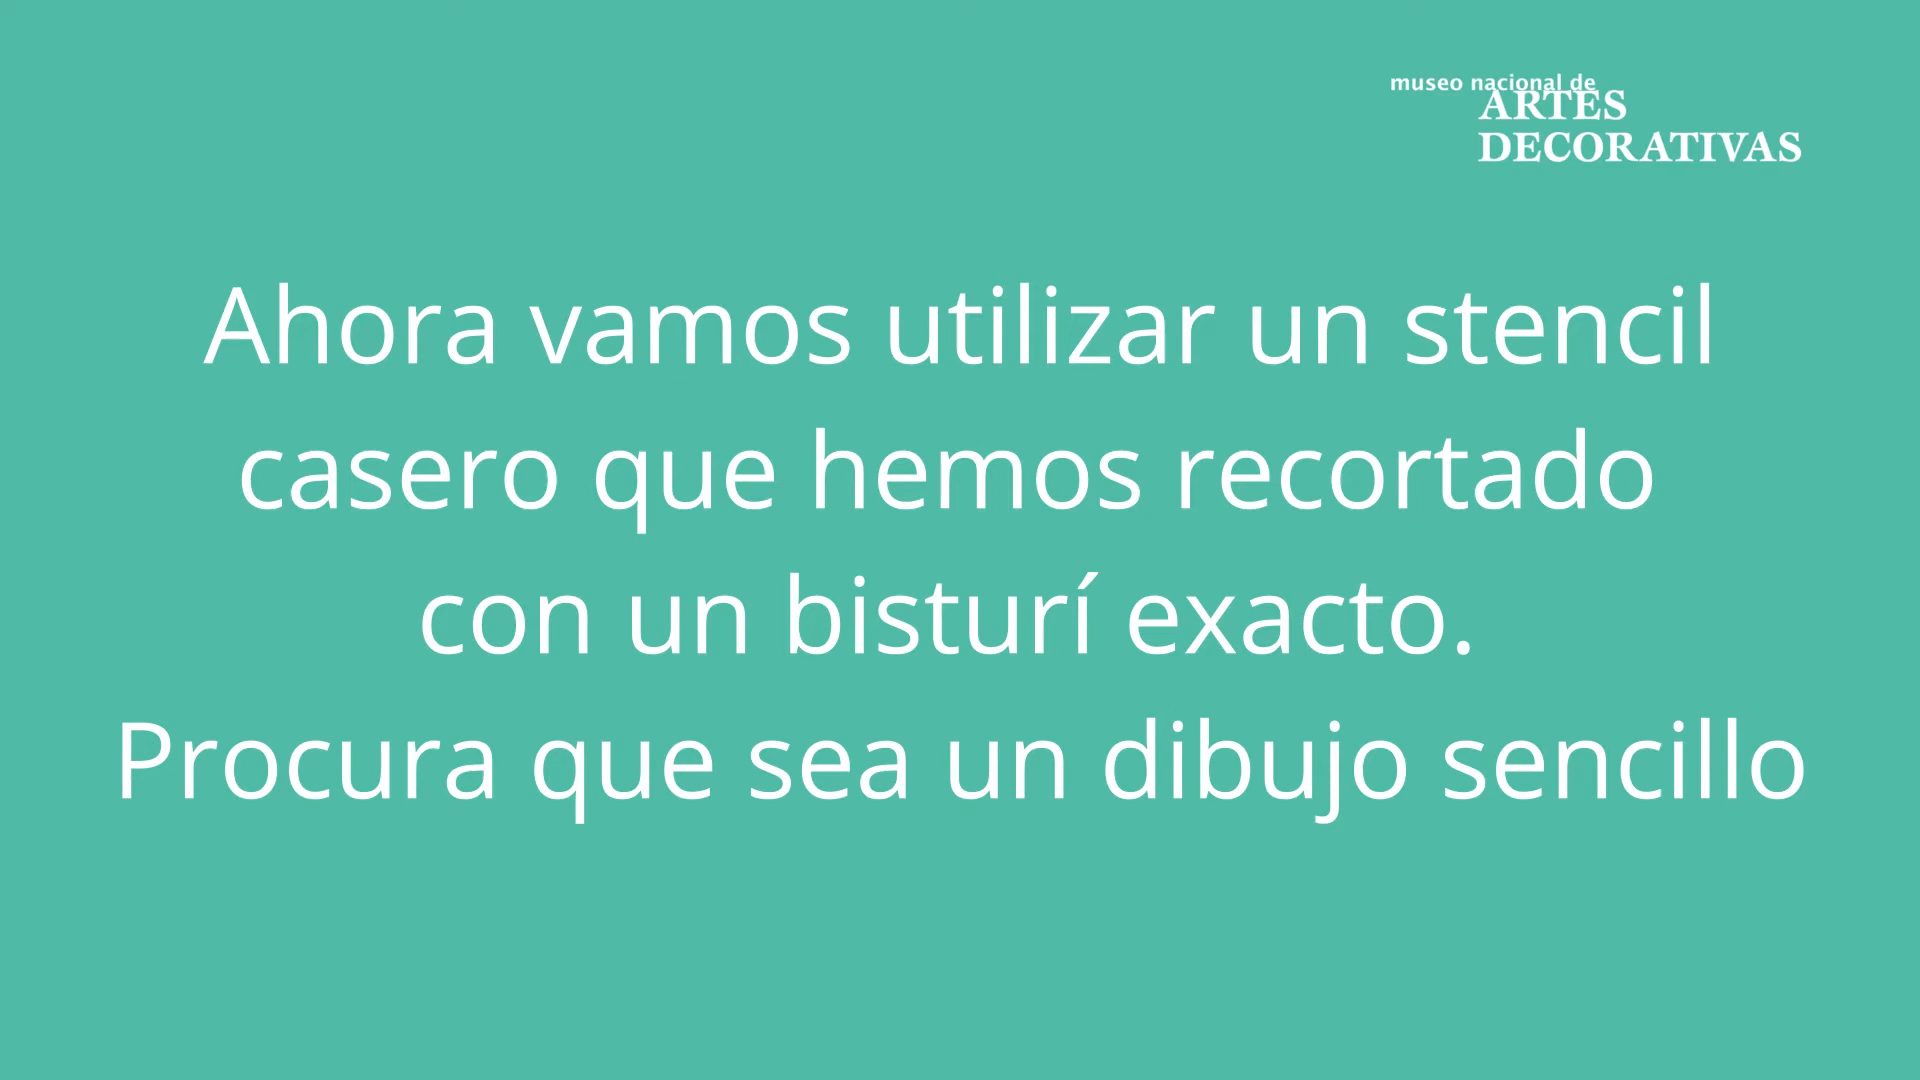 museo nacional de
ARTES
DECORATIVAS
Ahora vamos utilizar un stencil
casero que hemos recortado
con un bisturí exacto.
Procura que sea un dibujo sencillo